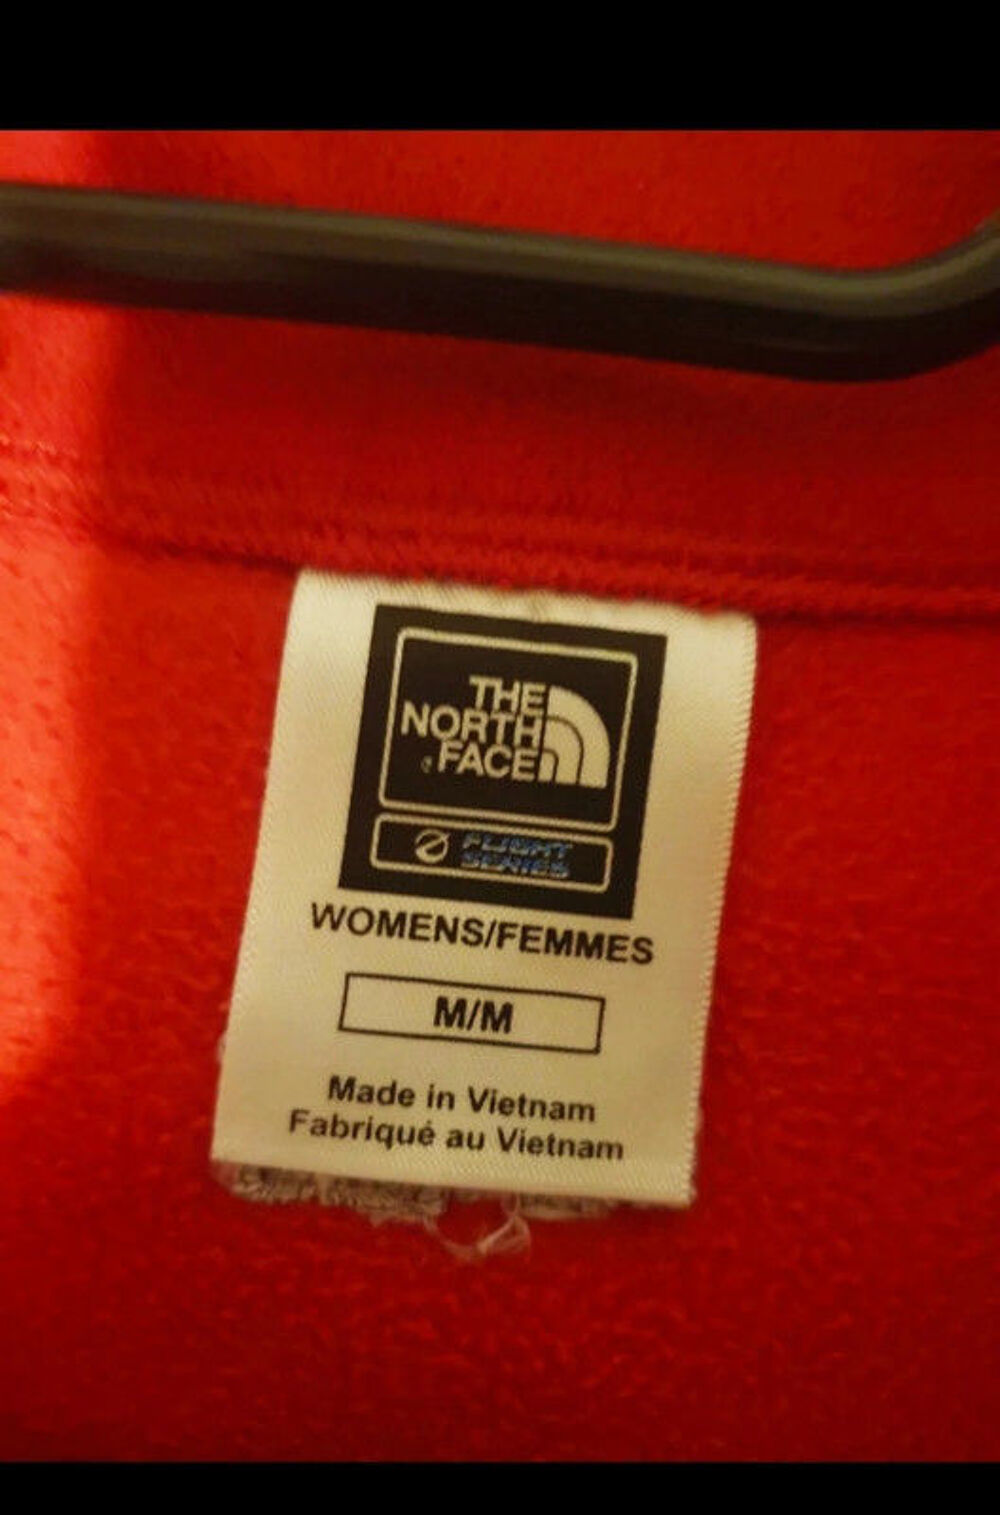 THE
NORTH
FACE
FLIGHT
SERIES
WOMENS/FEMMES
M/M
Made in Vietnam
Fabriqué au Vietnam